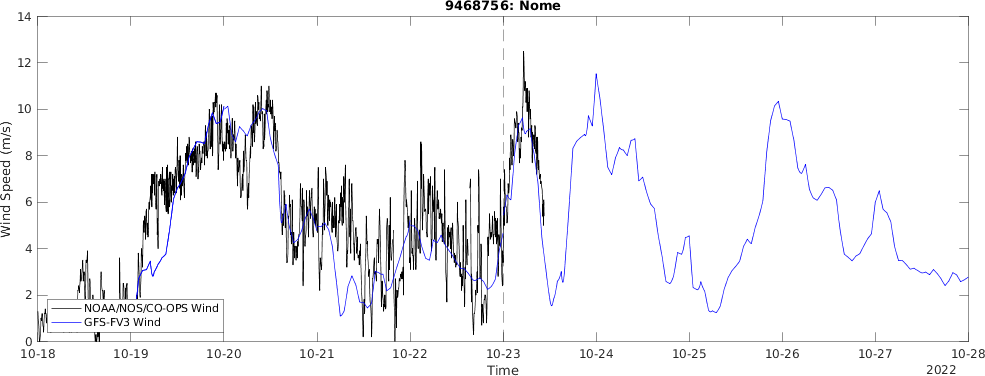 9468756: Nome
14
12
10
8
6
4
2
0
Wind Speed (m/s)
NOAA/NOS/CO-OPS Wind
GFS-FV3 Wind
10-18 10-19 10-20 10-21 10-22 10-23 10-24 10-25 10-26 10-27 10-28
Time
2022